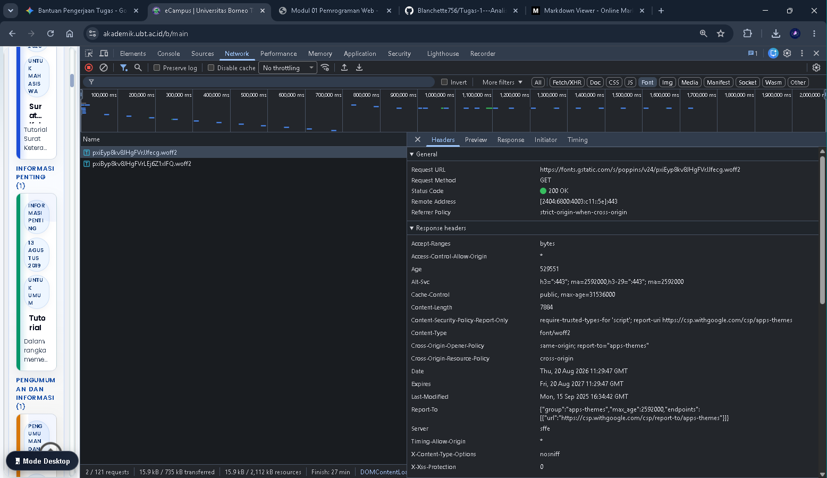 Bantuan Pengerjaan Tugas - Go
eCampus | Universitas Borneo T
Modul 01 Pemrograman Web -
Blanchette756/Tugas-1---Anali
Markdown Viewer - Online Mar
akademik.ubt.ac.id/b/main
Elements
Console
Sources
Network
Performance
Memory
Application
Security
Lighthouse
Recorder
1
Preserve log
Disable cache
No throttling
Invert
More filters
All
Fetch/XHR
Doc
CSS
JS
Font
Img
Media
Manifest
Socket
Wasm
Other
100,000 ms
200,000 ms
300,000 ms
400,000 ms
500,000 ms
600,000 ms
700,000 ms
800,000 ms
900,000 ms
1,000,000 ms
1,100,000 ms
1,200,000 ms
1,300,000 ms
1,400,000 ms
1,500,000 ms
1,600,000 ms
1,700,000 ms
1,800,000 ms
1,900,000 ms
2,000,0
UNTU
K
MAH
ASIS
WA
Sur
at...
Tutorial
Surat
Ketera...
INFORMASI
PENTING
(1)
INFOR
MASI
PENTI
NG
13
AGUS
TUS
2019
UNTU
K
UMU
M
Tuto
rial
Dalam
rangka
meme...
PENGUMUM
AN DAN
INFORMASI
(1)
PENG
UMU
MAN
DAN
Mode Desktop
Name
pxiEyp8kv8JHgFVrJJfecg.woff2
pxiByp8kv8JHgFVrLEj6Z1xlFQ.woff2
2 / 121 requests
15.9 kB / 735 kB transferred
15.9 kB / 2,112 kB resources
Finish: 27 min
DOMContentLoa
Headers
Preview
Response
Initiator
Timing
General
Request URL
https://fonts.gstatic.com/s/poppins/v24/pxiEyp8kv8JHgFVrJJfecg.woff2
Request Method
GET
Status Code
200 OK
Remote Address
[2404:6800:4003:c11::5e]:443
Referrer Policy
strict-origin-when-cross-origin
Response headers
Accept-Ranges
bytes
Access-Control-Allow-Origin
*
Age
529551
Alt-Svc
h3=":443"; ma=2592000,h3-29=":443"; ma=2592000
Cache-Control
public, max-age=31536000
Content-Length
7884
Content-Security-Policy-Report-Only
require-trusted-types-for 'script'; report-uri https://csp.withgoogle.com/csp/apps-themes
Content-Type
font/woff2
Cross-Origin-Opener-Policy
same-origin; report-to="apps-themes"
Cross-Origin-Resource-Policy
cross-origin
Date
Thu, 20 Aug 2026 11:29:47 GMT
Expires
Fri, 20 Aug 2027 11:29:47 GMT
Last-Modified
Mon, 15 Sep 2025 16:34:42 GMT
Report-To
{"group":"apps-themes","max_age":2592000,"endpoints":
[{"url":"https://csp.withgoogle.com/csp/report-to/apps-themes"}]}
Server
sffe
Timing-Allow-Origin
*
X-Content-Type-Options
nosniff
X-Xss-Protection
0